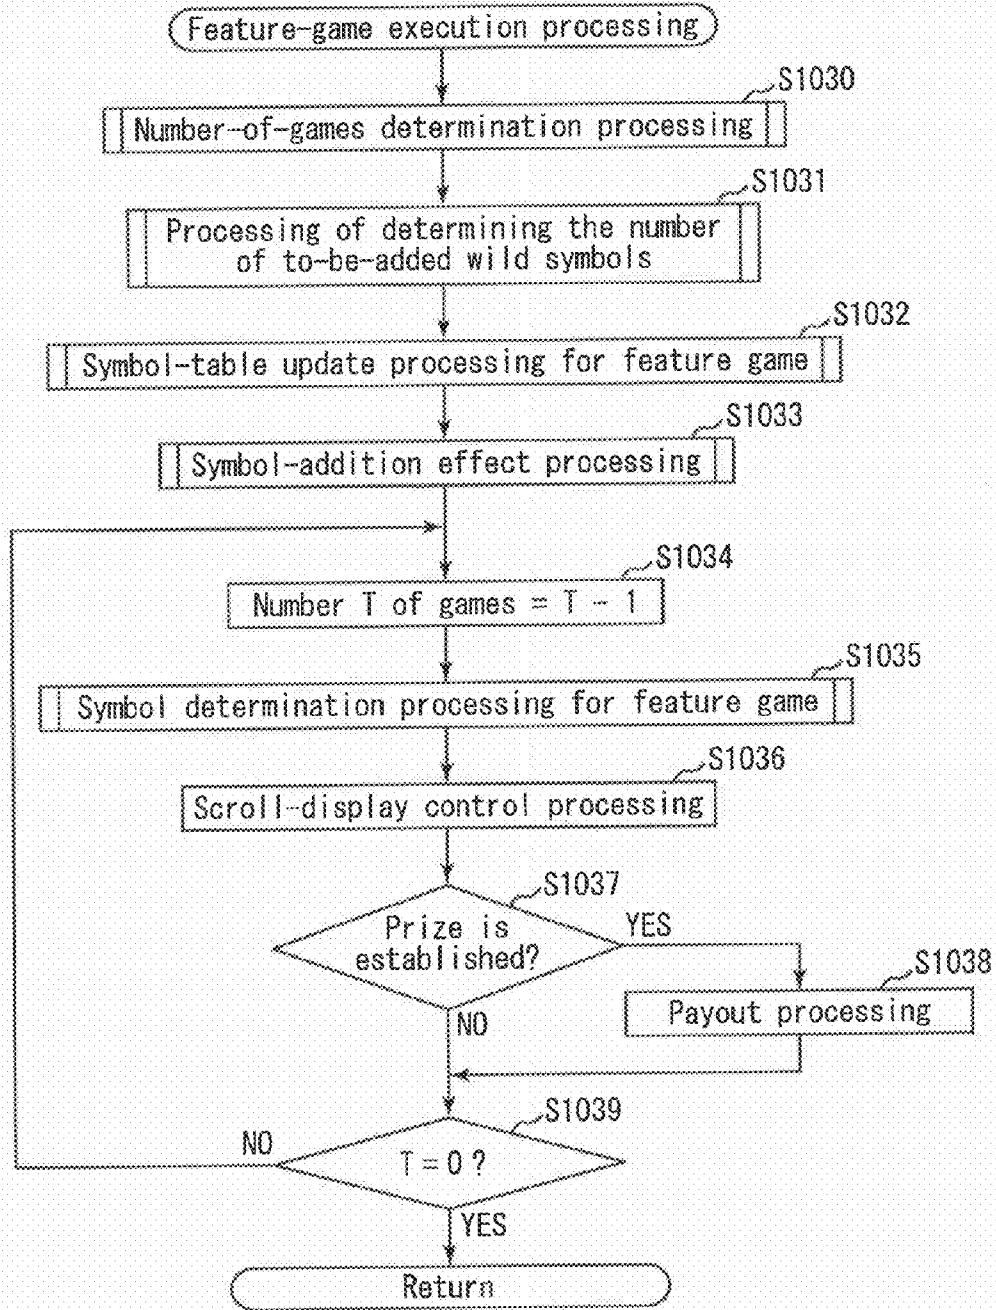 Feature-game execution processing
S1030
Number-of-games determination processing
S1031
Processing of determining the number
of to-be-added wild symbols
S1032
Symbol-table update processing for feature game
S1033
Symbol-addition effect processing
S1034
Number T of games = T - 1
S1035
Symbol determination processing for feature game
S1036
Scroll-display control processing
S1037
Prize is
established?
YES
S1038
Payout processing
NO
S1039
NO
T = 0 ?
YES
Return